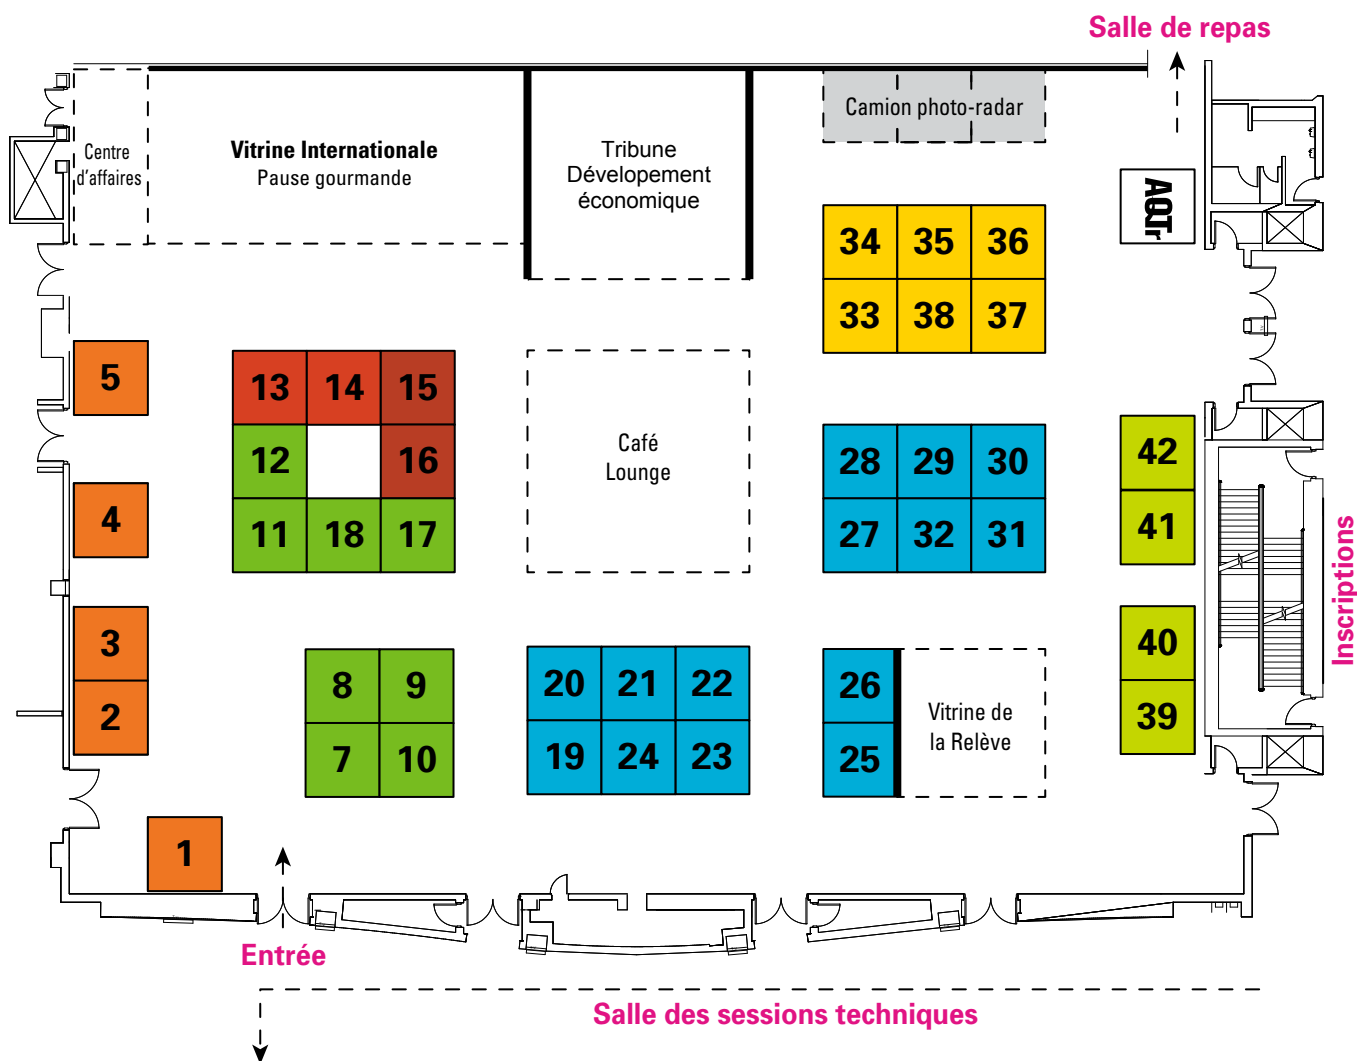 Salle de repas
Centre
d'affaires
Vitrine Internationale
Pause gourmande
Tribune
Dévelopement
économique
Camion photo-radar
AQTr
34 35 36
33 38 37
5
13 14 15
12 16
11 18 17
Café
Lounge
28 29 30
27 32 31
42
41
4
3
2
Inscriptions
40
39
8 9
7 10
20 21 22
19 24 23
26
25
Vitrine de
la Relève
1
Entrée
Salle des sessions techniques